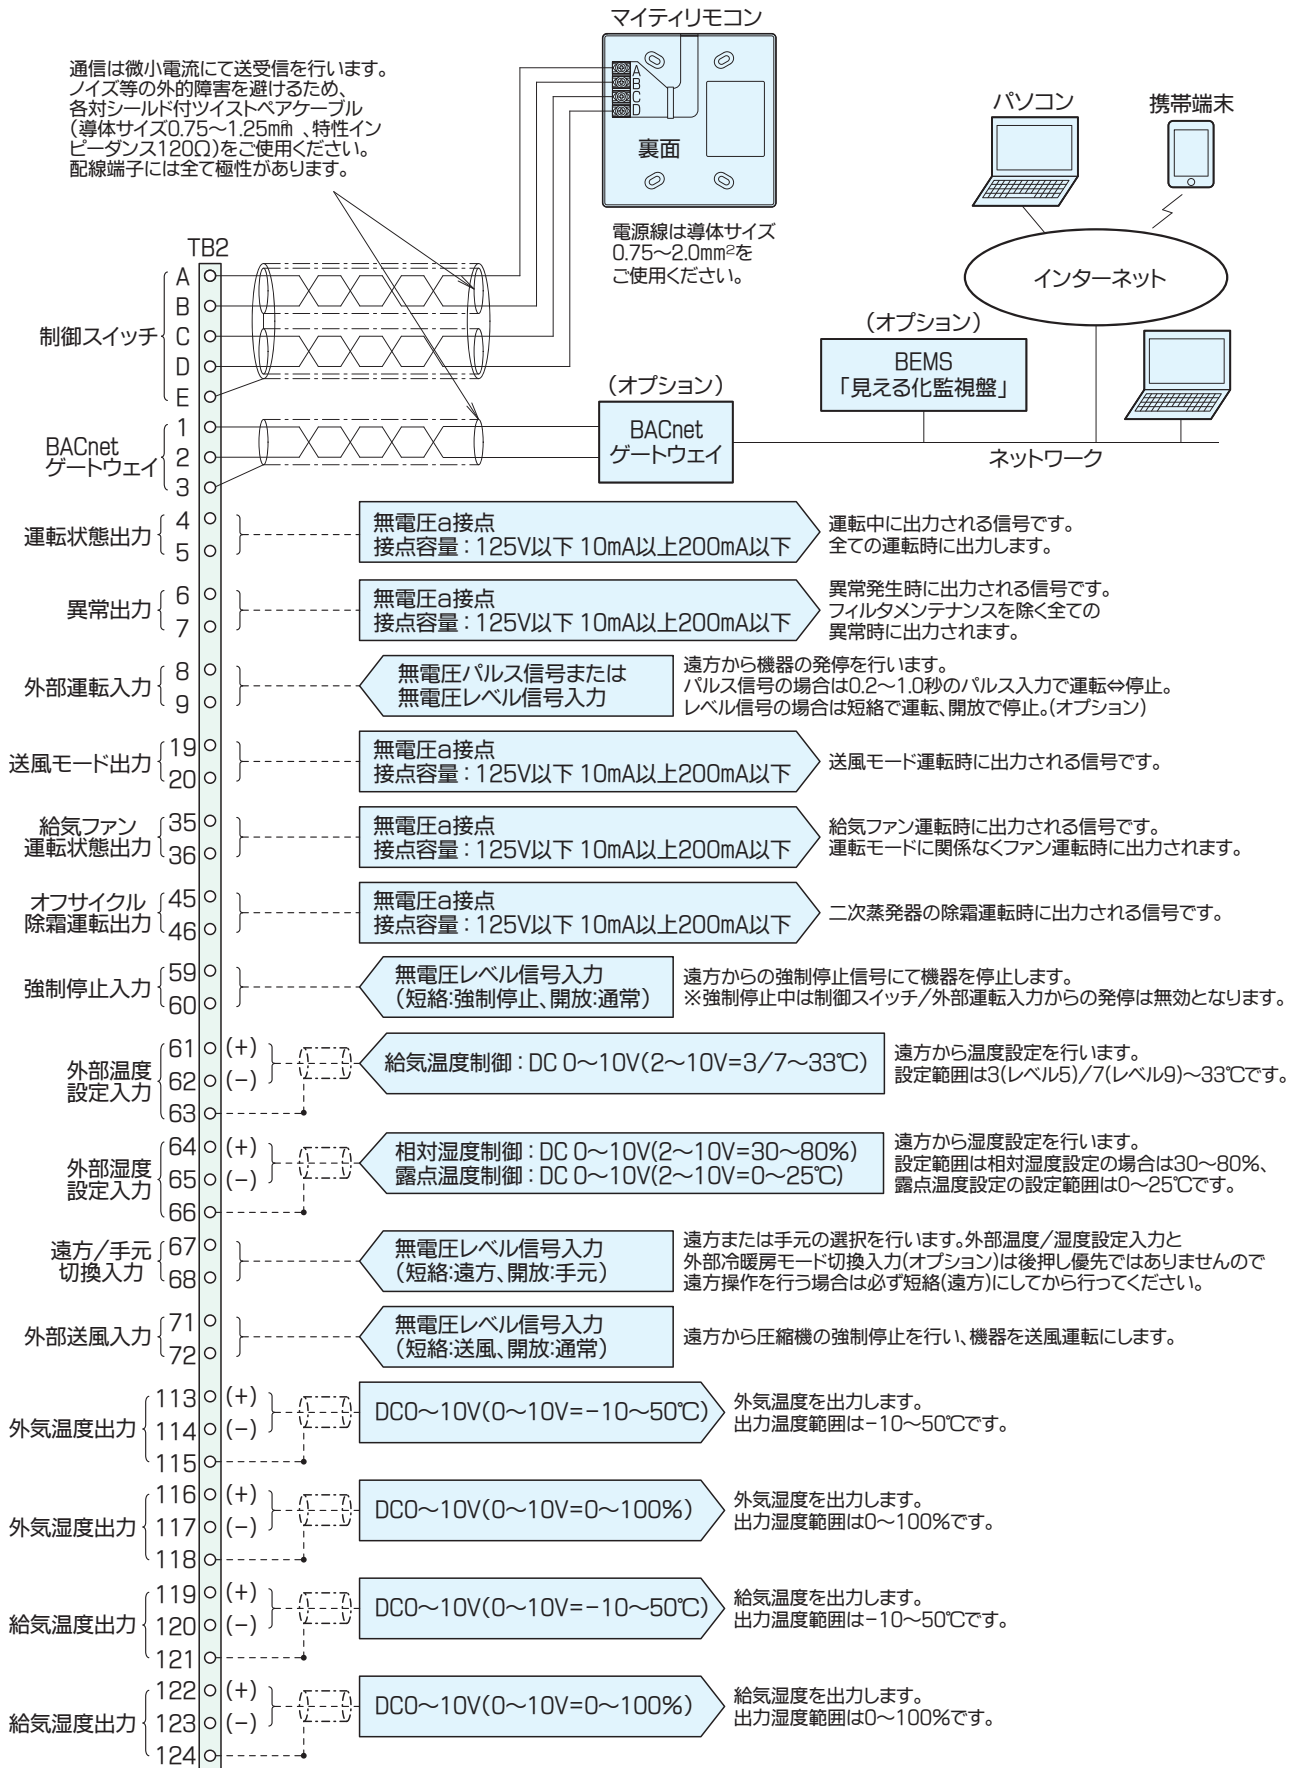 マイティリモコン
通信は微小電流にて送受信を行います。
ノイズ等の外的障害を避けるため、
各対シールド付ツイストペアケーブル
(導体サイズ0.75〜1.25m㎡、特性イン
ピーダンス120Ω)をご使用ください。
配線端子には全て極性があります。
A
B
C
D
裏面
電源線は導体サイズ
0.75〜2.0mm²を
ご使用ください。
パソコン
携帯端末
インターネット
(オプション)
BEMS
「見える化監視盤」
ネットワーク
(オプション)
BACnet
ゲートウェイ
TB2
制御スイッチ
A
B
C
D
E
BACnet
ゲートウェイ
1
2
3
運転状態出力
4
5
無電圧a接点
接点容量：125V以下 10mA以上200mA以下
運転中に出力される信号です。
全ての運転時に出力します。
異常出力
6
7
無電圧a接点
接点容量：125V以下 10mA以上200mA以下
異常発生時に出力される信号です。
フィルタメンテナンスを除く全ての
異常時に出力されます。
外部運転入力
8
9
無電圧パルス信号または
無電圧レベル信号入力
遠方から機器の発停を行います。
パルス信号の場合は0.2〜1.0秒のパルス入力で運転⇔停止。
レベル信号の場合は短絡で運転、開放で停止。(オプション)
送風モード出力
19
20
無電圧a接点
接点容量：125V以下 10mA以上200mA以下
送風モード運転時に出力される信号です。
給気ファン
運転状態出力
35
36
無電圧a接点
接点容量：125V以下 10mA以上200mA以下
給気ファン運転時に出力される信号です。
運転モードに関係なくファン運転時に出力されます。
オフサイクル
除霜運転出力
45
46
無電圧a接点
接点容量：125V以下 10mA以上200mA以下
二次蒸発器の除霜運転時に出力される信号です。
強制停止入力
59
60
無電圧レベル信号入力
(短絡:強制停止、開放:通常)
遠方からの強制停止信号にて機器を停止します。
※強制停止中は制御スイッチ/外部運転入力からの発停は無効となります。
外部温度
設定入力
61 (+)
62 (−)
63
給気温度制御：DC 0〜10V(2〜10V=3/7〜33℃)
遠方から温度設定を行います。
設定範囲は3(レベル5)/7(レベル9)〜33℃です。
外部湿度
設定入力
64 (+)
65 (−)
66
相対湿度制御：DC 0〜10V(2〜10V=30〜80%)
露点温度制御：DC 0〜10V(2〜10V=0〜25℃)
遠方から湿度設定を行います。
設定範囲は相対湿度設定の場合は30〜80%、
露点温度設定の設定範囲は0〜25℃です。
遠方/手元
切換入力
67
68
無電圧レベル信号入力
(短絡:遠方、開放:手元)
遠方または手元の選択を行います。外部温度/湿度設定入力と
外部冷暖房モード切換入力(オプション)は後押し優先ではありませんので
遠方操作を行う場合は必ず短絡(遠方)にしてから行ってください。
外部送風入力
71
72
無電圧レベル信号入力
(短絡:送風、開放:通常)
遠方から圧縮機の強制停止を行い、機器を送風運転にします。
外気温度出力
113 (+)
114 (−)
115
DC0〜10V(0〜10V=−10〜50℃)
外気温度を出力します。
出力温度範囲は−10〜50℃です。
外気湿度出力
116 (+)
117 (−)
118
DC0〜10V(0〜10V=0〜100%)
外気湿度を出力します。
出力湿度範囲は0〜100%です。
給気温度出力
119 (+)
120 (−)
121
DC0〜10V(0〜10V=−10〜50℃)
給気温度を出力します。
出力温度範囲は−10〜50℃です。
給気湿度出力
122 (+)
123 (−)
124
DC0〜10V(0〜10V=0〜100%)
給気湿度を出力します。
出力湿度範囲は0〜100%です。